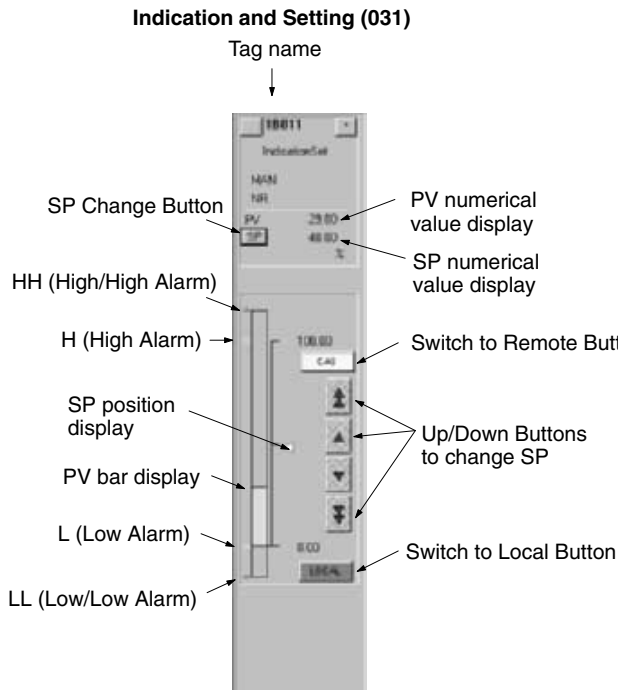 Indication and Setting (031)
Tag name
IndicationSet
MAN
NR
SP Change Button
PV
SP
%
PV numerical
value display
SP numerical
value display
HH (High/High Alarm)
H (High Alarm)
100.00
CAS
Switch to Remote Butt
SP position
display
Up/Down Buttons
to change SP
PV bar display
L (Low Alarm)
0.00
Switch to Local Button
LOCAL
LL (Low/Low Alarm)